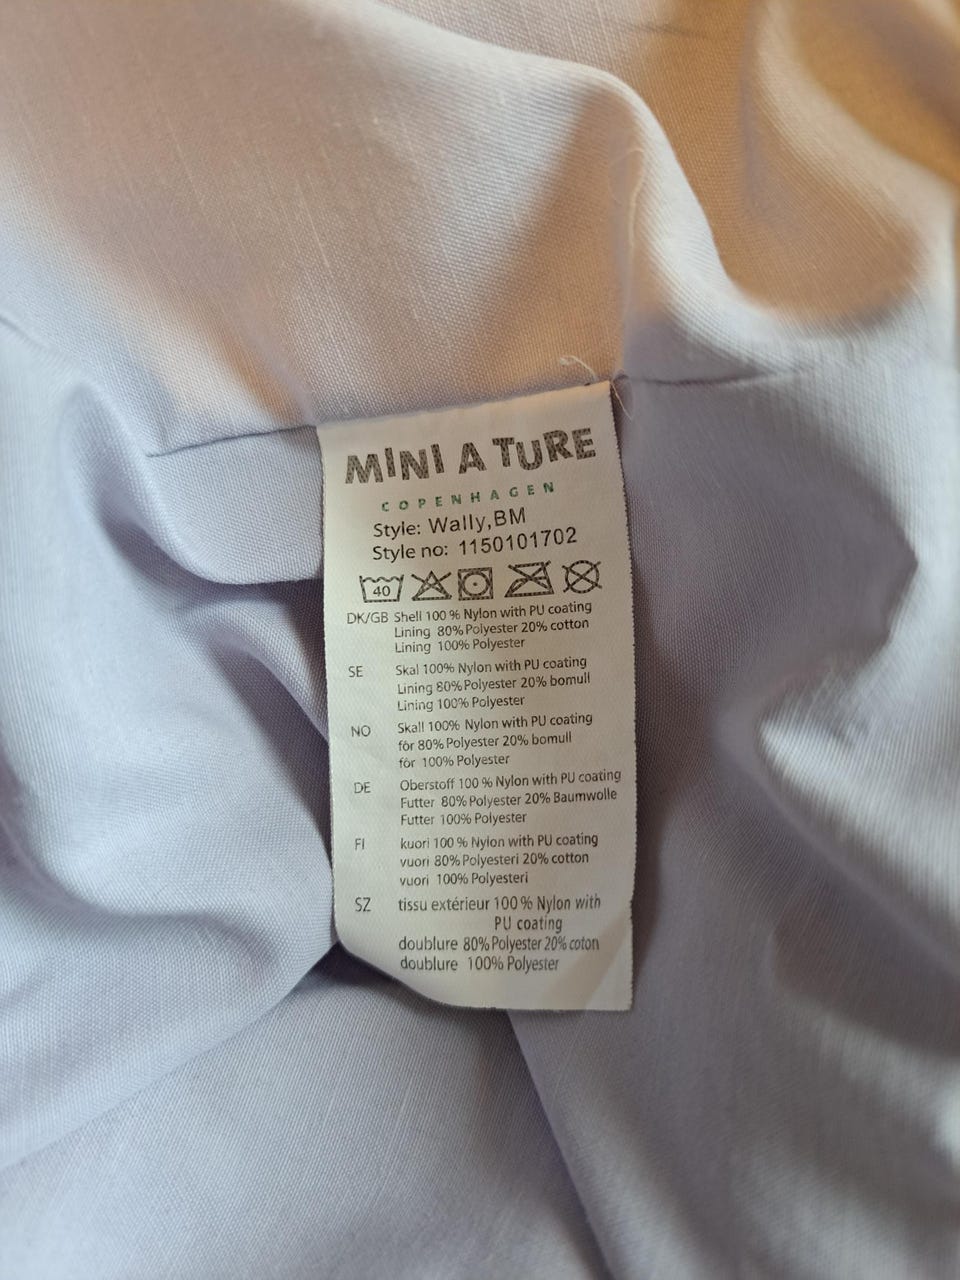 MINI A TURE
COPENHAGEN
Style: Wally,BM
Style no: 1150101702
40
DK/GB Shell 100 % Nylon with PU coating
Lining 80% Polyester 20% cotton
Lining 100% Polyester
SE Skal 100% Nylon with PU coating
Lining 80% Polyester 20% bomull
Lining 100% Polyester
NO Skall 100% Nylon with PU coating
fôr 80% Polyester 20% bomull
fôr 100% Polyester
DE Oberstoff 100 % Nylon with PU coating
Futter 80% Polyester 20% Baumwolle
Futter 100% Polyester
FI kuori 100 % Nylon with PU coating
vuori 80% Polyesteri 20% cotton
vuori 100% Polyesteri
SZ tissu extérieur 100 % Nylon with
PU coating
doublure 80% Polyester 20% coton
doublure 100% Polyester